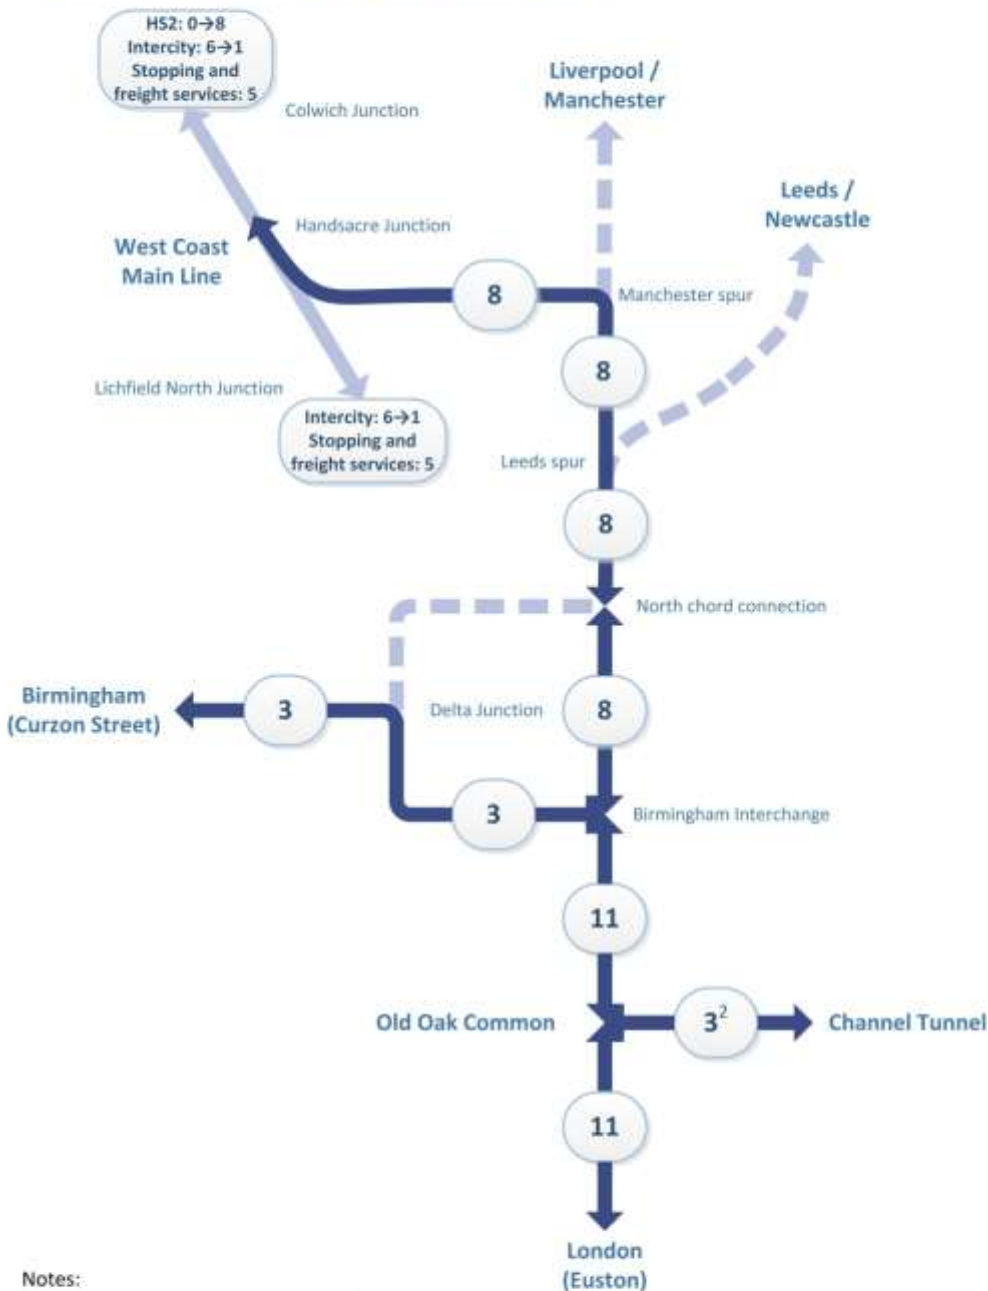 HS2: 0→8
Intercity: 6→1
Stopping and
freight services: 5
Colwich Junction
Liverpool /
Manchester
Leeds /
Newcastle
Handsacre Junction
West Coast
Main Line
8
Manchester spur
8
Lichfield North Junction
Intercity: 6→1
Stopping and
freight services: 5
Leeds spur
8
North chord connection
Birmingham
(Curzon Street)
3
Delta Junction
8
3
Birmingham Interchange
11
Old Oak Common
3²
Channel Tunnel
11
London
(Euston)
Notes: